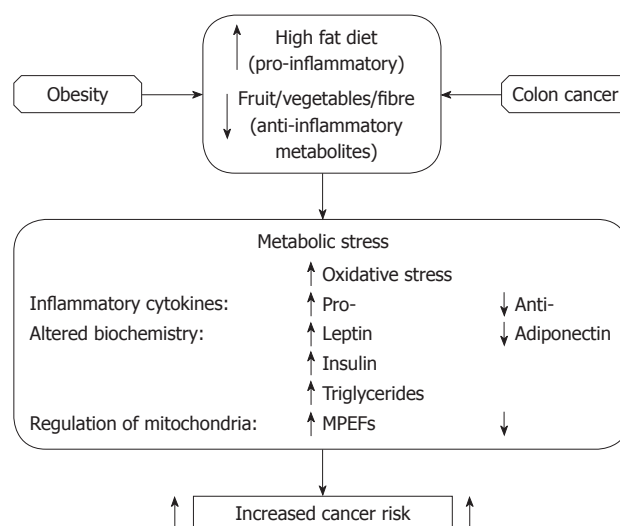 High fat diet
(pro-inflammatory)
Obesity
Fruit/vegetables/fibre
(anti-inflammatory
metabolites)
Colon cancer
Metabolic stress
Oxidative stress
Inflammatory cytokines: Pro- Anti-
Altered biochemistry: Leptin Adiponectin
Insulin
Triglycerides
Regulation of mitochondria: MPEFs
Increased cancer risk